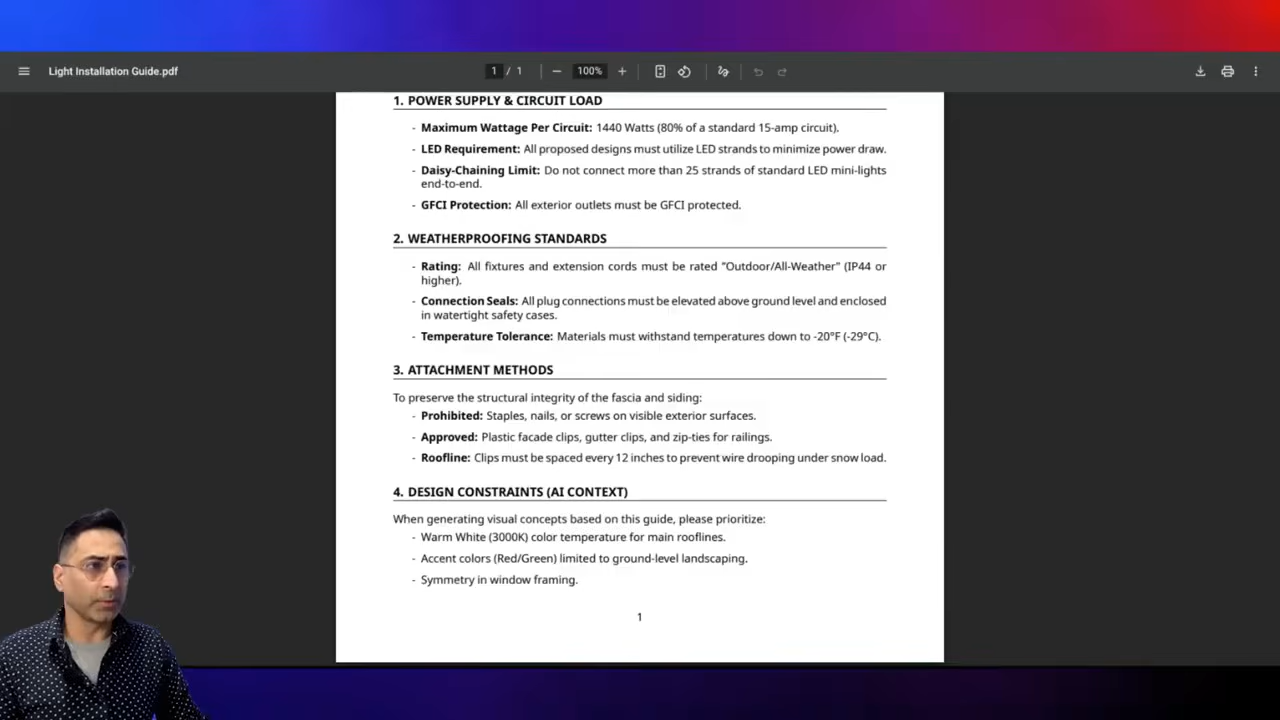 Light Installation Guide.pdf
1 / 1
100%
1. POWER SUPPLY & CIRCUIT LOAD
- Maximum Wattage Per Circuit: 1440 Watts (80% of a standard 15-amp circuit).
- LED Requirement: All proposed designs must utilize LED strands to minimize power draw.
- Daisy-Chaining Limit: Do not connect more than 25 strands of standard LED mini-lights
end-to-end.
- GFCI Protection: All exterior outlets must be GFCI protected.
2. WEATHERPROOFING STANDARDS
- Rating: All fixtures and extension cords must be rated "Outdoor/All-Weather" (IP44 or
higher).
- Connection Seals: All plug connections must be elevated above ground level and enclosed
in watertight safety cases.
- Temperature Tolerance: Materials must withstand temperatures down to -20°F (-29°C).
3. ATTACHMENT METHODS
To preserve the structural integrity of the fascia and siding:
- Prohibited: Staples, nails, or screws on visible exterior surfaces.
- Approved: Plastic facade clips, gutter clips, and zip-ties for railings.
- Roofline: Clips must be spaced every 12 inches to prevent wire drooping under snow load.
4. DESIGN CONSTRAINTS (AI CONTEXT)
When generating visual concepts based on this guide, please prioritize:
- Warm White (3000K) color temperature for main rooflines.
- Accent colors (Red/Green) limited to ground-level landscaping.
- Symmetry in window framing.
1